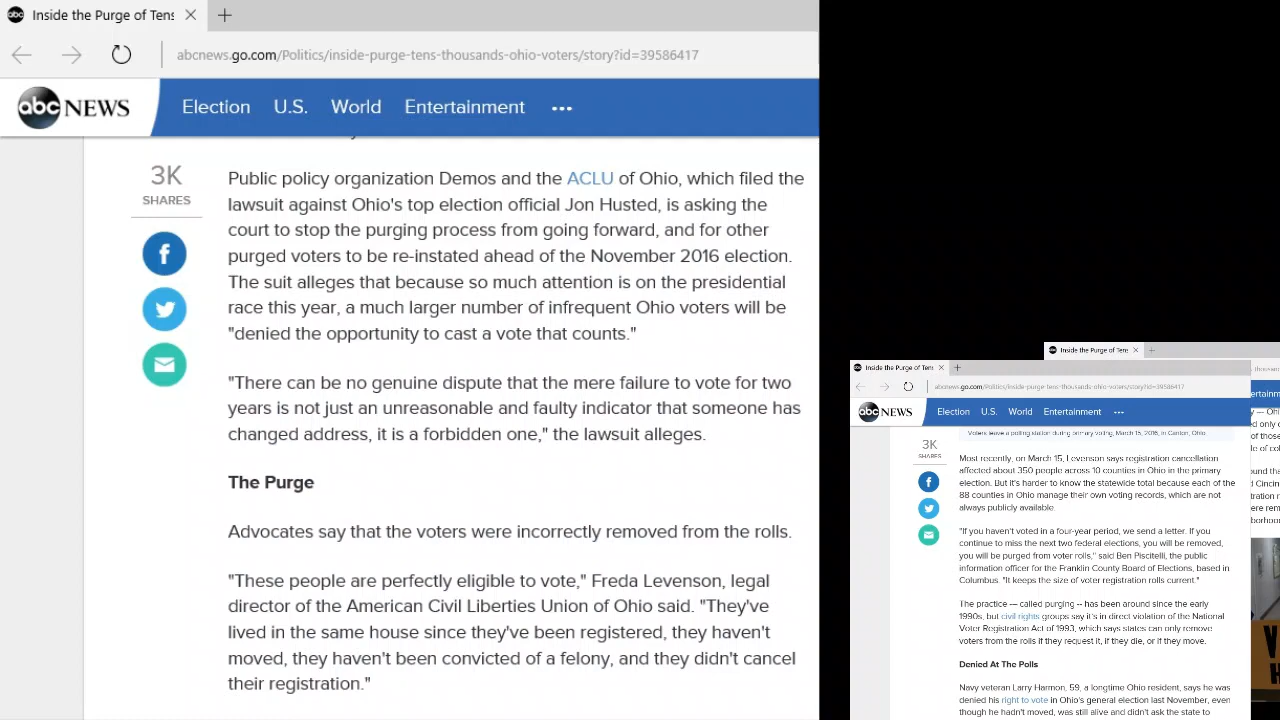 Inside the Purge of Tens
abcnews.go.com/Politics/inside-purge-tens-thousands-ohio-voters/story?id=39586417
abc NEWS Election U.S. World Entertainment •••
3K
SHARES
Public policy organization Demos and the ACLU of Ohio, which filed the
lawsuit against Ohio's top election official Jon Husted, is asking the
court to stop the purging process from going forward, and for other
purged voters to be re-instated ahead of the November 2016 election.
The suit alleges that because so much attention is on the presidential
race this year, a much larger number of infrequent Ohio voters will be
"denied the opportunity to cast a vote that counts."
"There can be no genuine dispute that the mere failure to vote for two
years is not just an unreasonable and faulty indicator that someone has
changed address, it is a forbidden one," the lawsuit alleges.
The Purge
Advocates say that the voters were incorrectly removed from the rolls.
"These people are perfectly eligible to vote," Freda Levenson, legal
director of the American Civil Liberties Union of Ohio said. "They've
lived in the same house since they've been registered, they haven't
moved, they haven't been convicted of a felony, and they didn't cancel
their registration."
Inside the Purge of Tens
Inside the Purge of Tens
abcnews.go.com/Politics/inside-purge-tens-thousands-ohio-voters/story?id=39586417
abc NEWS Election U.S. World Entertainment •••
Voters leave a polling station during primary voting, March 15, 2016, in Canton, Ohio
3K
SHARES
Most recently, on March 15, Levenson says registration cancellation
affected about 350 people across 10 counties in Ohio in the primary
election. But it's harder to know the statewide total because each of the
88 counties in Ohio manage their own voting records, which are not
always publicly available.
"If you haven't voted in a four-year period, we send a letter. If you
continue to miss the next two federal elections, you will be removed,
you will be purged from voter rolls," said Ben Piscitelli, the public
information officer for the Franklin County Board of Elections, based in
Columbus. "It keeps the size of voter registration rolls current."
The practice — called purging -- has been around since the early
1990s, but civil rights groups say it's in direct violation of the National
Voter Registration Act of 1993, which says states can only remove
voters from the rolls if they request it, if they die, or if they move.
Denied At The Polls
Navy veteran Larry Harmon, 59, a longtime Ohio resident, says he was
denied his right to vote in Ohio's general election last November, even
though he hadn't moved, was still alive and didn't ask the state to